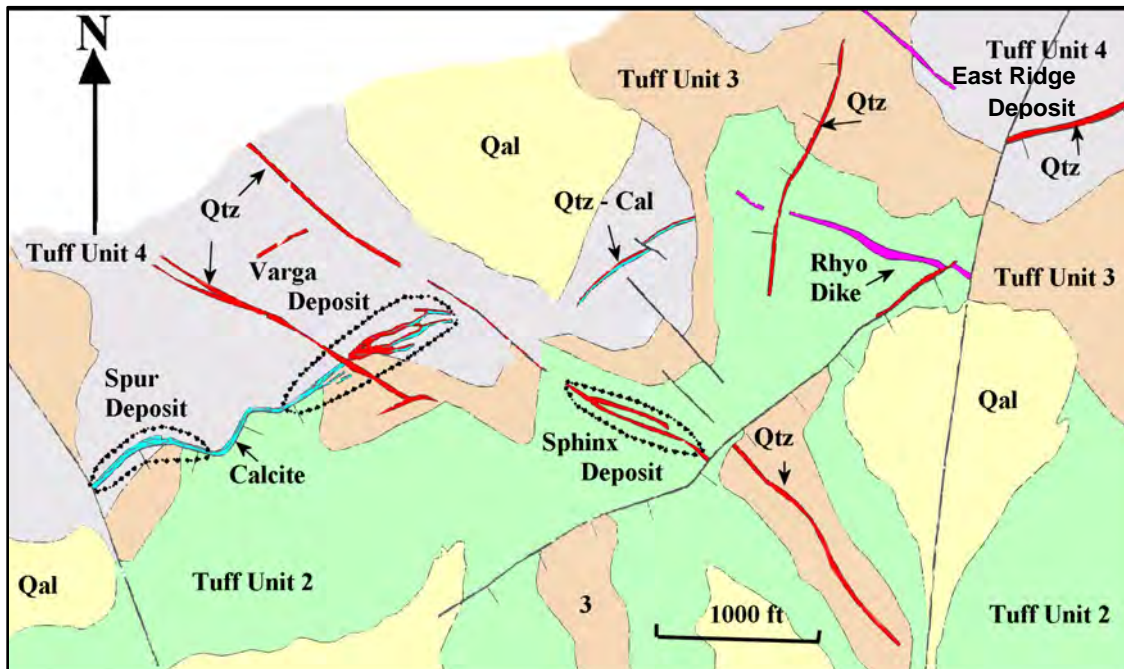 N
Tuff Unit 3
Tuff Unit 4
East Ridge
Deposit
Qtz
Qtz
Qal
Qtz
Qtz - Cal
Tuff Unit 4
Varga
Deposit
Rhyo
Dike
Tuff Unit 3
Spur
Deposit
Calcite
Sphinx
Deposit
Qtz
Qal
Qal
Tuff Unit 2
3
1000 ft
Tuff Unit 2